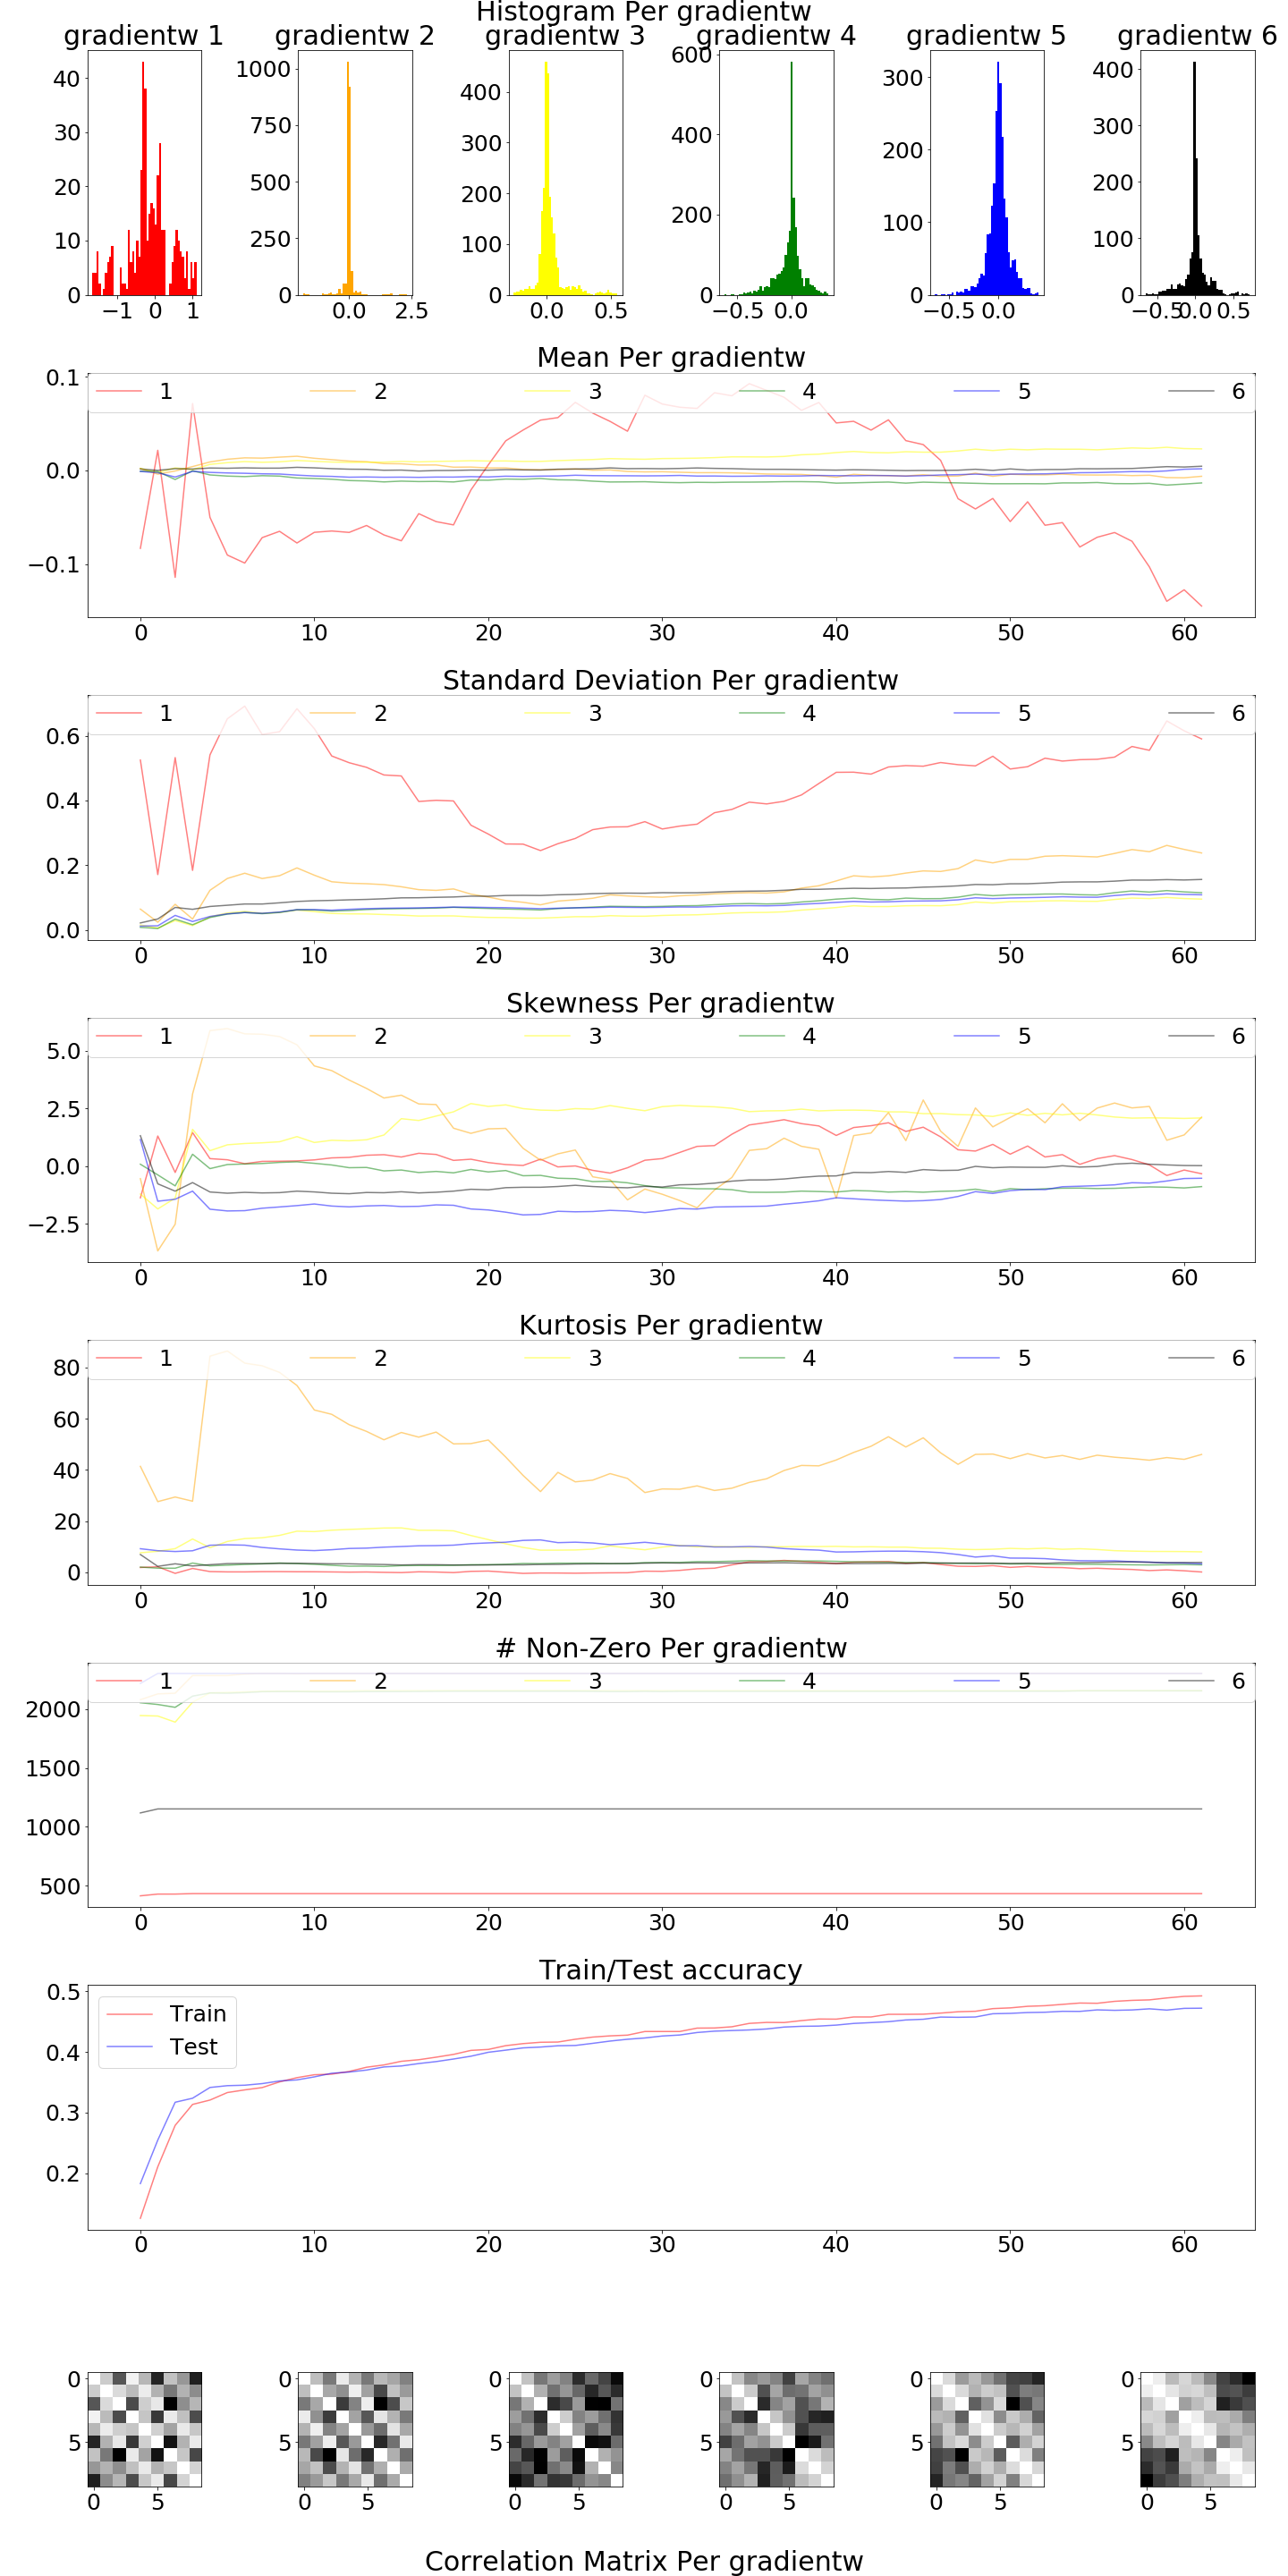 Histogram Per gradientw
gradientw 1 gradientw 2 gradientw 3 gradientw 4 gradientw 5 gradientw 6
40 30 20 10 0
−1 0 1
1000 750 500 250 0
0.0 2.5
400 300 200 100 0
0.0 0.5
600 400 200 0
−0.5 0.0
300 200 100 0
−0.5 0.0
400 300 200 100 0
−0.5 0.0 0.5
Mean Per gradientw
1 2 3 4 5 6
0.1
0.0
−0.1
0 10 20 30 40 50 60
Standard Deviation Per gradientw
1 2 3 4 5 6
0.6
0.4
0.2
0.0
0 10 20 30 40 50 60
Skewness Per gradientw
1 2 3 4 5 6
5.0
2.5
0.0
−2.5
0 10 20 30 40 50 60
Kurtosis Per gradientw
1 2 3 4 5 6
80
60
40
20
0
0 10 20 30 40 50 60
# Non-Zero Per gradientw
1 2 3 4 5 6
2000
1500
1000
500
0 10 20 30 40 50 60
Train/Test accuracy
Train
Test
0.5
0.4
0.3
0.2
0 10 20 30 40 50 60
0 0 0 0 0 0
5 5 5 5 5 5
0 5 0 5 0 5 0 5 0 5 0 5
Correlation Matrix Per gradientw